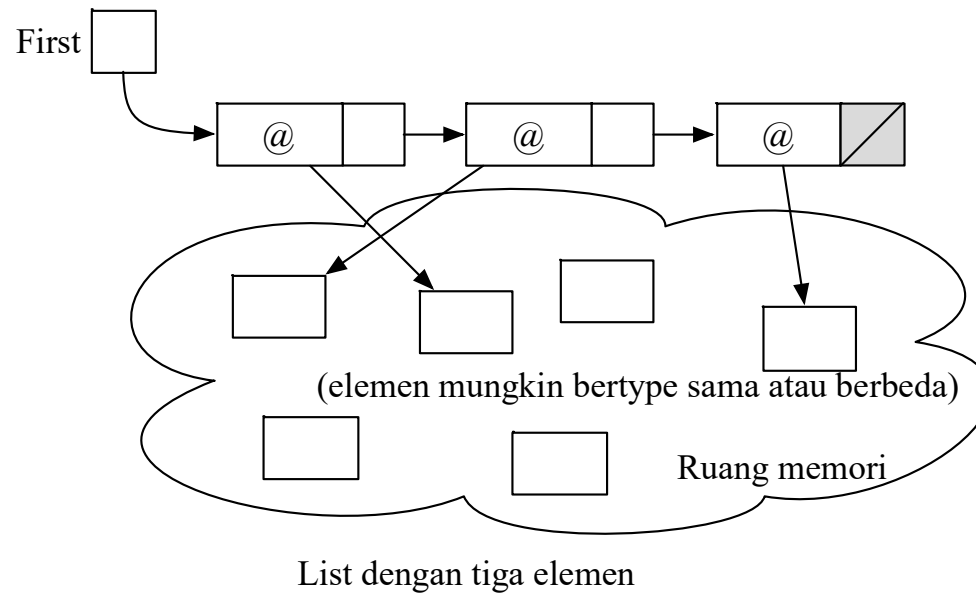 First
@ @ @
(elemen mungkin bertype sama atau berbeda)
Ruang memori
List dengan tiga elemen